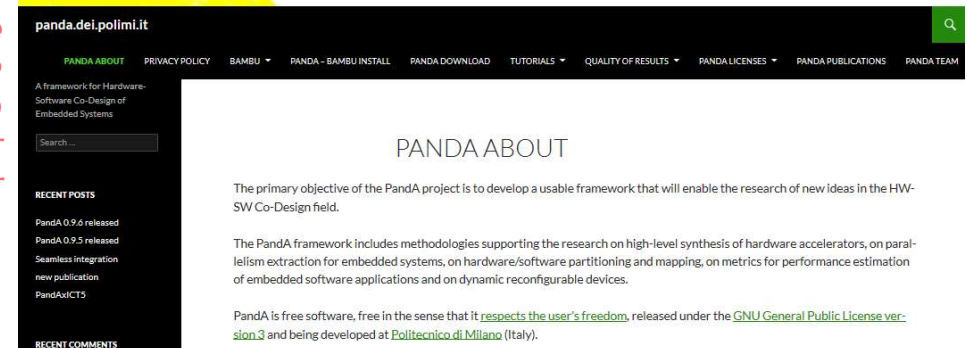 panda.dei.polimi.it
PANDA ABOUT PRIVACY POLICY BAMBU PANDA – BAMBU INSTALL PANDA DOWNLOAD TUTORIALS QUALITY OF RESULTS PANDA LICENSES PANDA PUBLICATIONS PANDA TEAM
A framework for Hardware-
Software Co-Design of
Embedded Systems
Search ...
RECENT POSTS
PandA 0.9.6 released
PandA 0.9.5 released
Seamless integration
new publication
PandAxICT5
RECENT COMMENTS
PANDA ABOUT
The primary objective of the PandA project is to develop a usable framework that will enable the research of new ideas in the HW-
SW Co-Design field.
The PandA framework includes methodologies supporting the research on high-level synthesis of hardware accelerators, on paral-
lelism extraction for embedded systems, on hardware/software partitioning and mapping, on metrics for performance estimation
of embedded software applications and on dynamic reconfigurable devices.
PandA is free software, free in the sense that it respects the user's freedom, released under the GNU General Public License ver-
sion 3 and being developed at Politecnico di Milano (Italy).